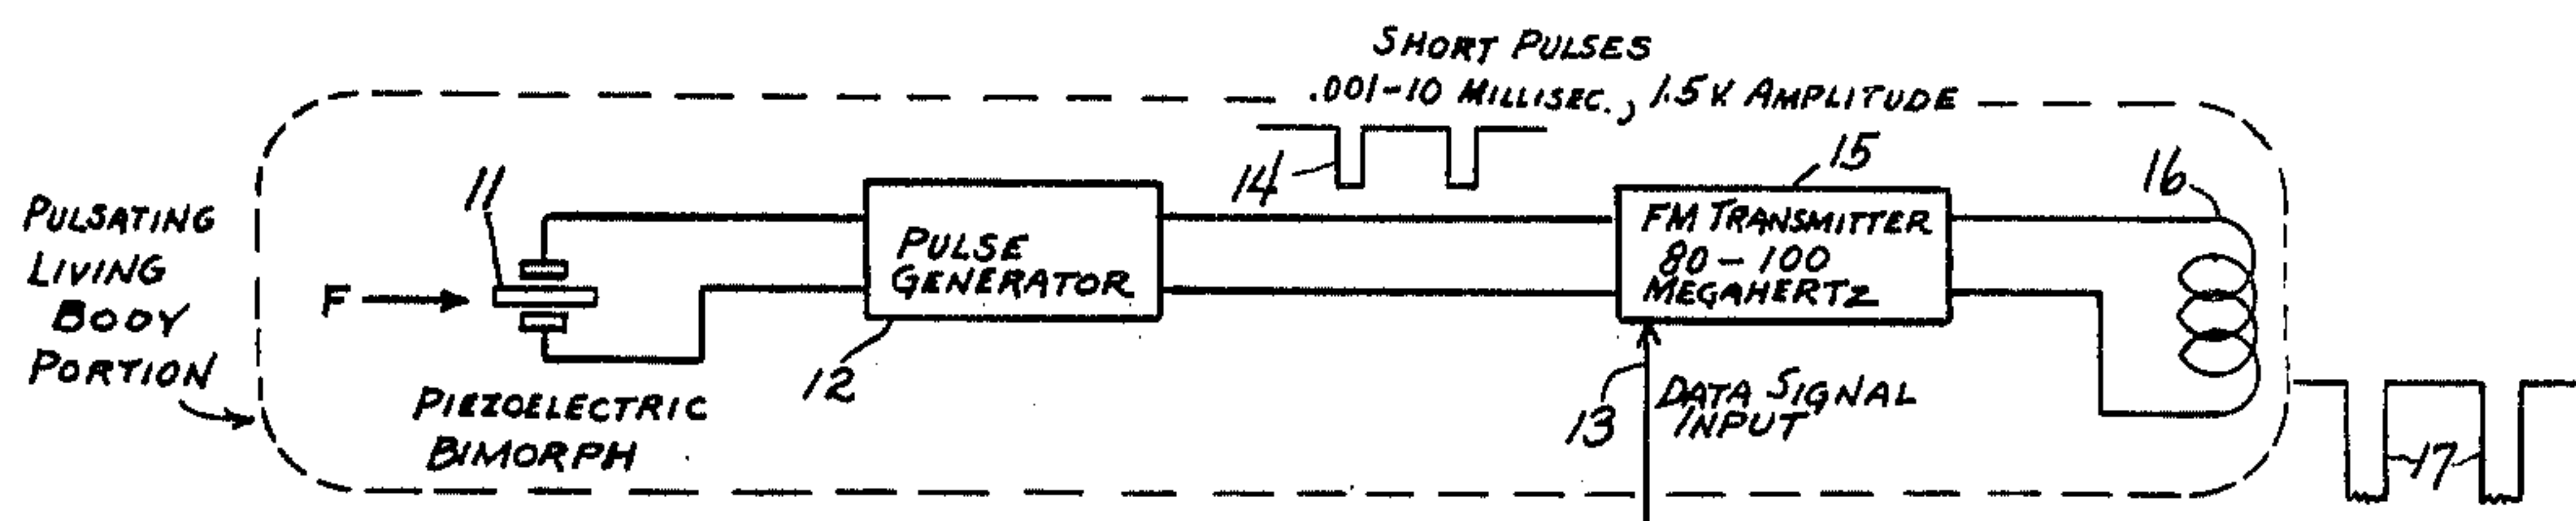 SHORT PULSES
.001-10 MILLISEC., 1.5V AMPLITUDE
14
15
16
11
PULSATING
LIVING
BODY
PORTION
F
PULSE
GENERATOR
FM TRANSMITTER
80-100
MEGAHERTZ
12
13
DATA SIGNAL
INPUT
PIEZOELECTRIC
BIMORPH
17